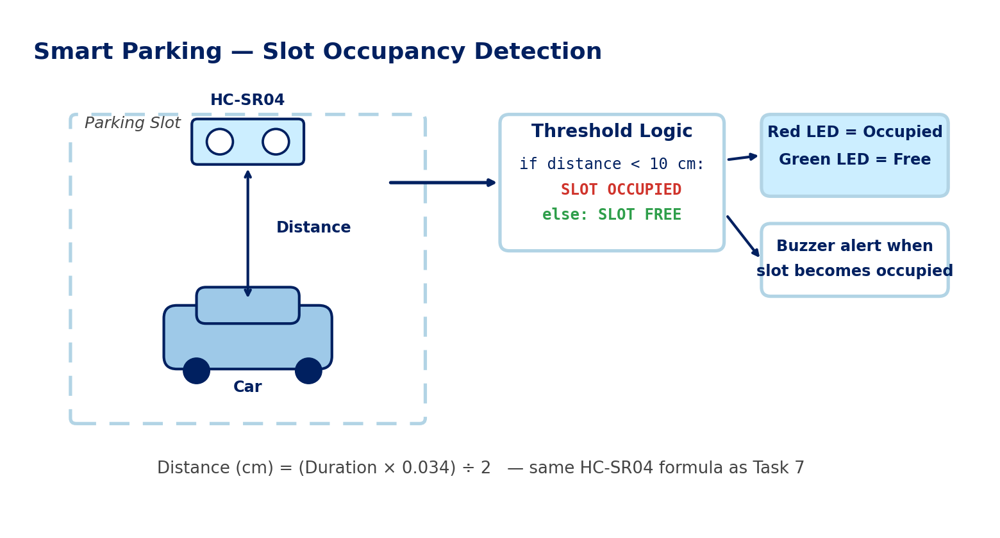 Smart Parking — Slot Occupancy Detection
HC-SR04
Parking Slot
Distance
Car
Threshold Logic
if distance < 10 cm:
SLOT OCCUPIED
else: SLOT FREE
Red LED = Occupied
Green LED = Free
Buzzer alert when
slot becomes occupied
Distance (cm) = (Duration × 0.034) ÷ 2 — same HC-SR04 formula as Task 7